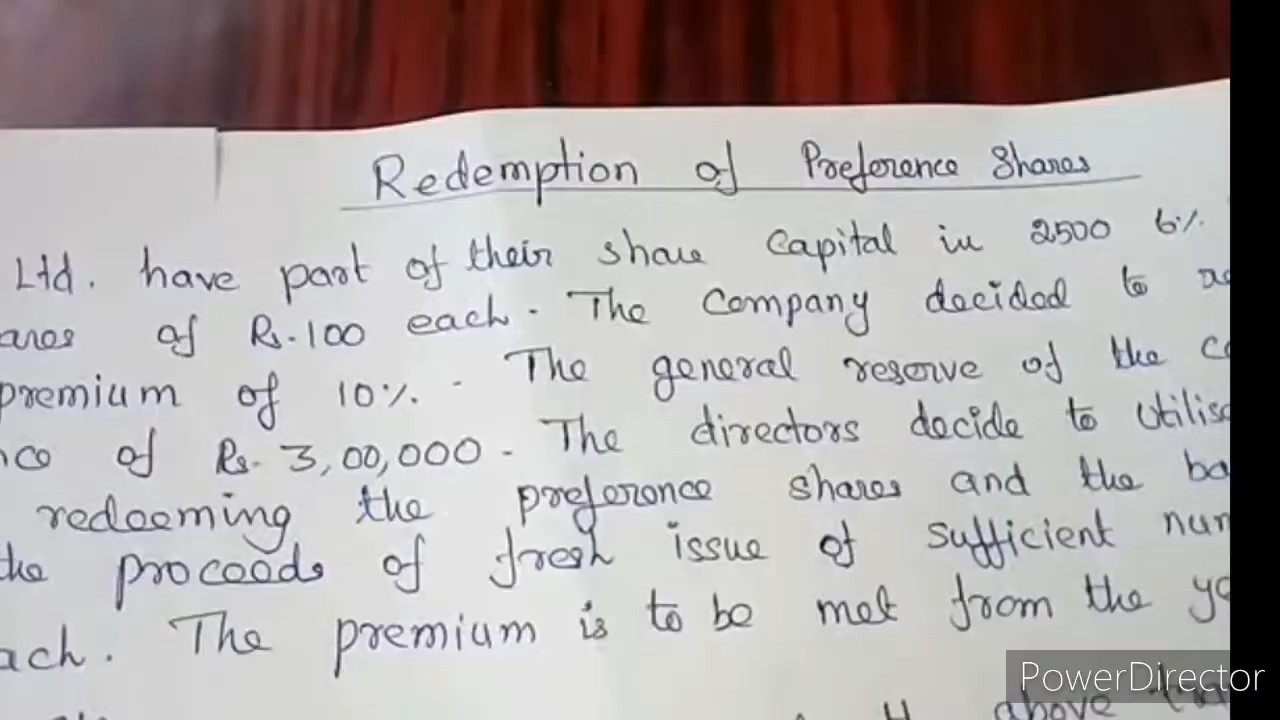 Redemption of Preference Shares
Ltd. have part of their share capital in 2500 6%
ares of Rs.100 each. The Company decided to
premium of 10%. The general reserve of the
of Rs. 3,00,000. The directors decide to utilise
redeeming the preference shares and the ba
the proceeds of fresh issue of sufficient num
ach. The premium is to be met from the
above
PowerDirector